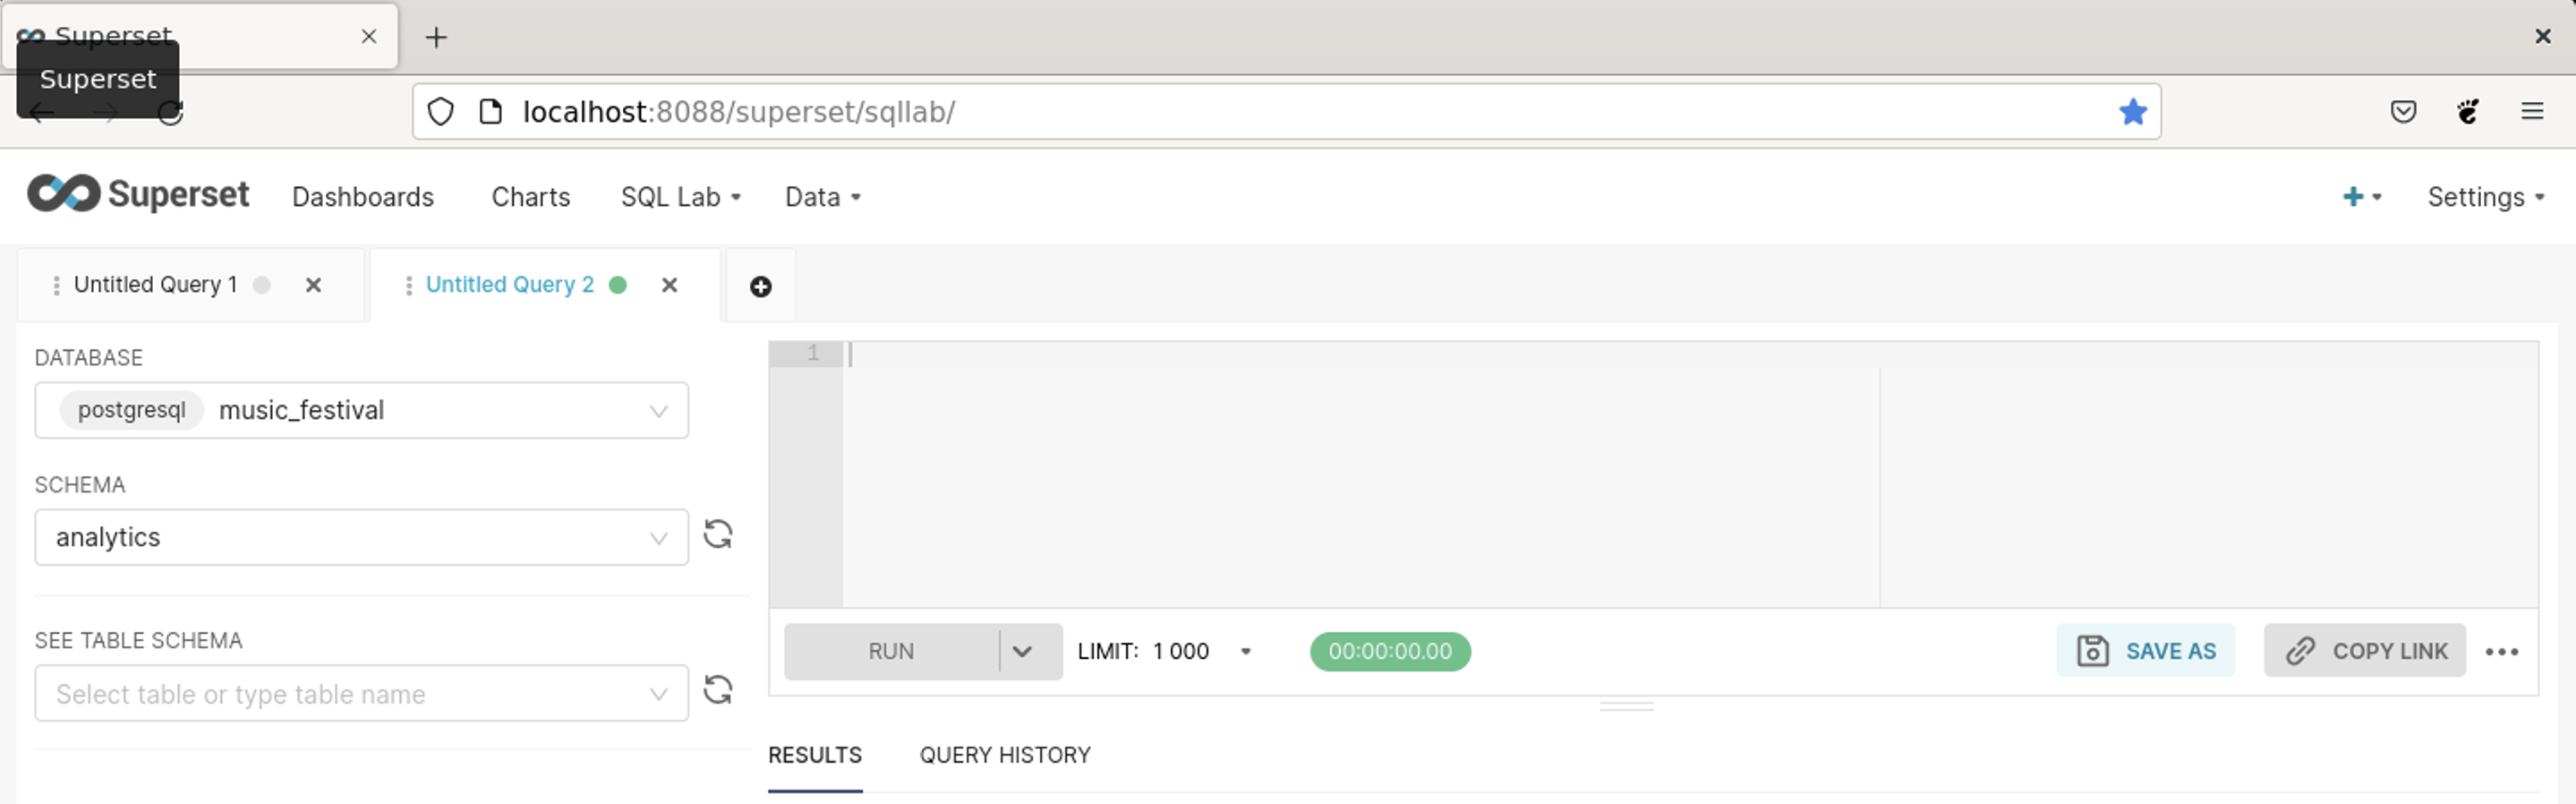 Superset
Superset
localhost:8088/superset/sqllab/
Superset Dashboards Charts SQL Lab Data Settings
Untitled Query 1 Untitled Query 2
DATABASE
postgresql music_festival
SCHEMA
analytics
SEE TABLE SCHEMA
Select table or type table name
1
RUN LIMIT: 1 000 00:00:00.00 SAVE AS COPY LINK
RESULTS QUERY HISTORY